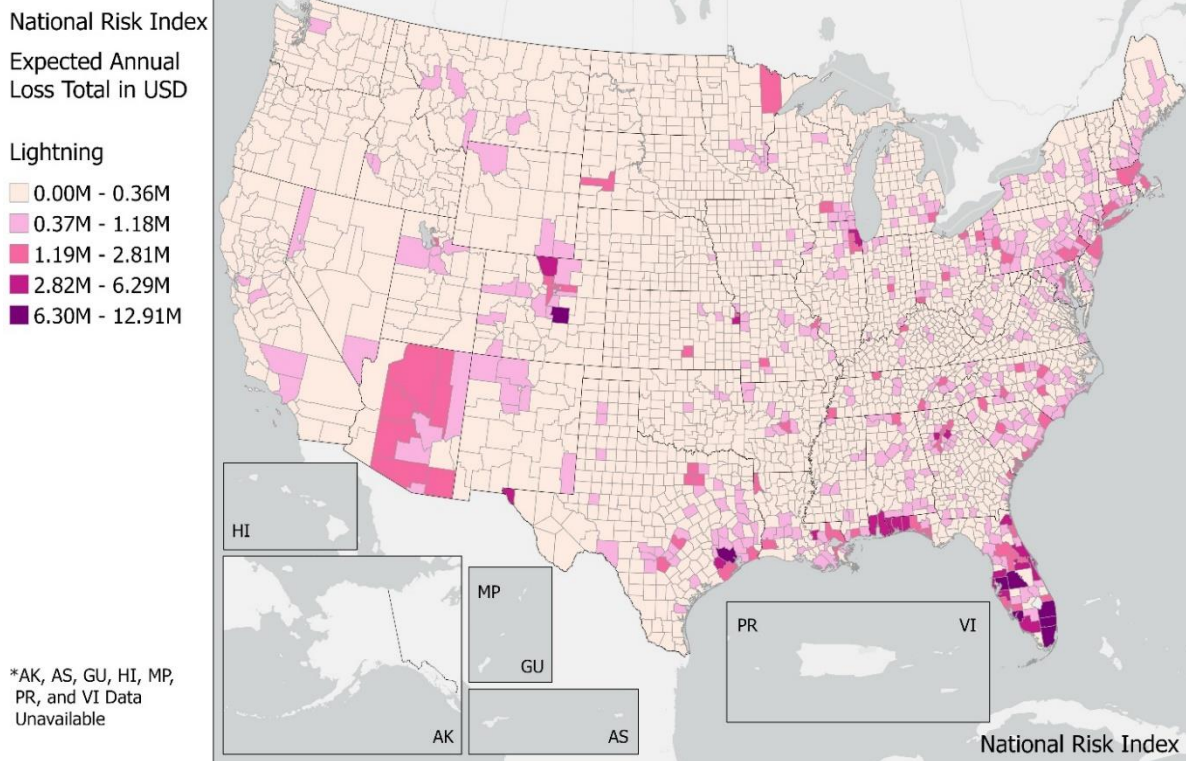 National Risk Index
Expected Annual
Loss Total in USD
Lightning
0.00M - 0.36M
0.37M - 1.18M
1.19M - 2.81M
2.82M - 6.29M
6.30M - 12.91M
*AK, AS, GU, HI, MP,
PR, and VI Data
Unavailable
HI
AK
MP
GU
AS
PR
VI
National Risk Index